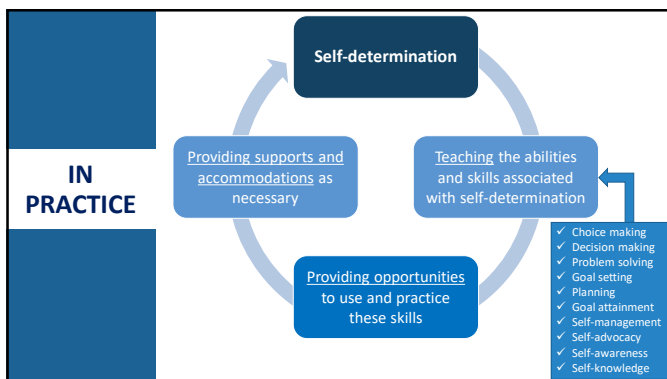 IN
PRACTICE
Self-determination
Teaching the abilities
and skills associated
with self-determination
✓ Choice making
✓ Decision making
✓ Problem solving
✓ Goal setting
✓ Planning
✓ Goal attainment
✓ Self-management
✓ Self-advocacy
✓ Self-awareness
✓ Self-knowledge
Providing opportunities
to use and practice
these skills
Providing supports and
accommodations as
necessary